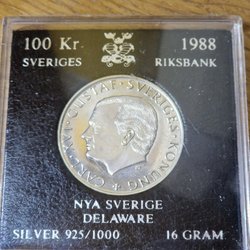 100 Kr 1988
SVERIGES RIKSBANK
CARL XVI GUSTAF SVERIGES KONUNG
NYA SVERIGE
DELAWARE
SILVER 925/1000 16 GRAM